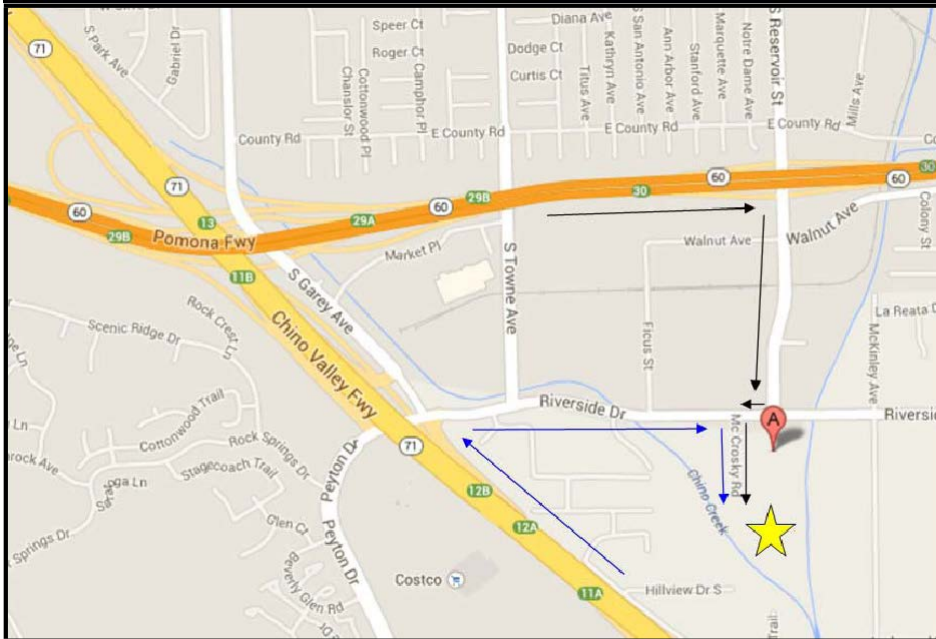 71
S Park Ave
Gabriel Dr
Speer Ct
Roger Ct
Chanslor St
Cottonwood Pl
Camphor Pl
County Rd
E County Rd
Diana Ave
Dodge Ct
Curtis Ct
Titus Ave
Kathryn Ave
S San Antonio Ave
Ann Arbor Ave
Stanford Ave
Marquette Ave
Notre Dame Ave
S Reservoir St
E County Rd
E County Rd
Mills Ave
Co
71
60
29B
13
29A
60
29B
30
60
60
30
Pomona Fwy
11B
Market Pl
S Garey Ave
S Towne Ave
Walnut Ave
Walnut Ave
Colony St
Chino Valley Fwy
Rock Crest Ln
Scenic Ridge Dr
Ficus St
La Reata
McKinley Ave
Cottonwood Trail
Rock Springs Dr
Stagecoach Trail
Riverside Dr
Riversid
A
Mc Crosky Rd
Chino Creek
Peyton Dr
Peyton Dr
71
12B
12A
11A
Glen Ct
Beverly Glen Rd
Springs Dr
Costco
Hillview Dr S